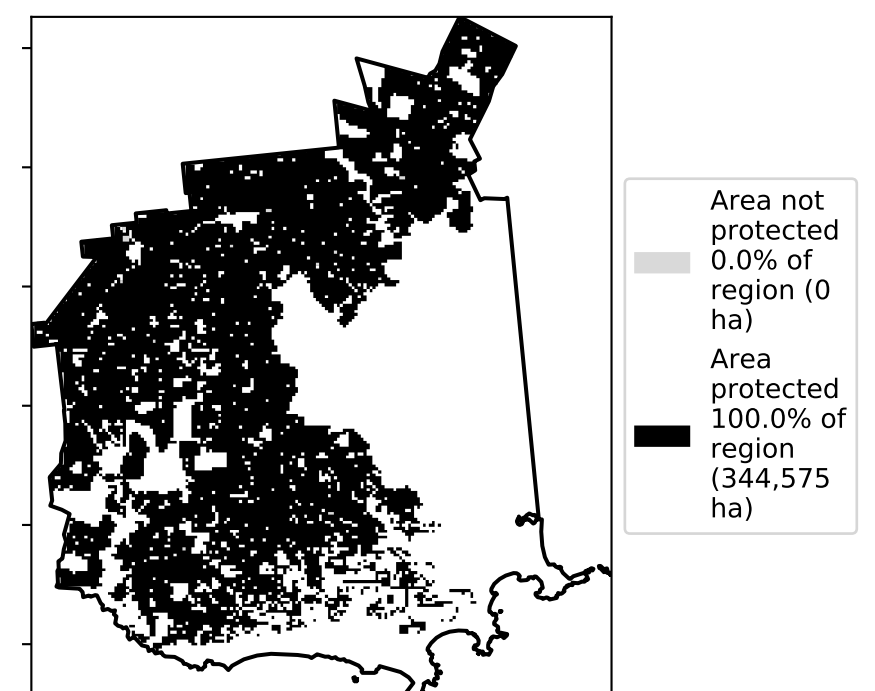 Area not
protected
0.0% of
region (0
ha)
Area
protected
100.0% of
region
(344,575
ha)